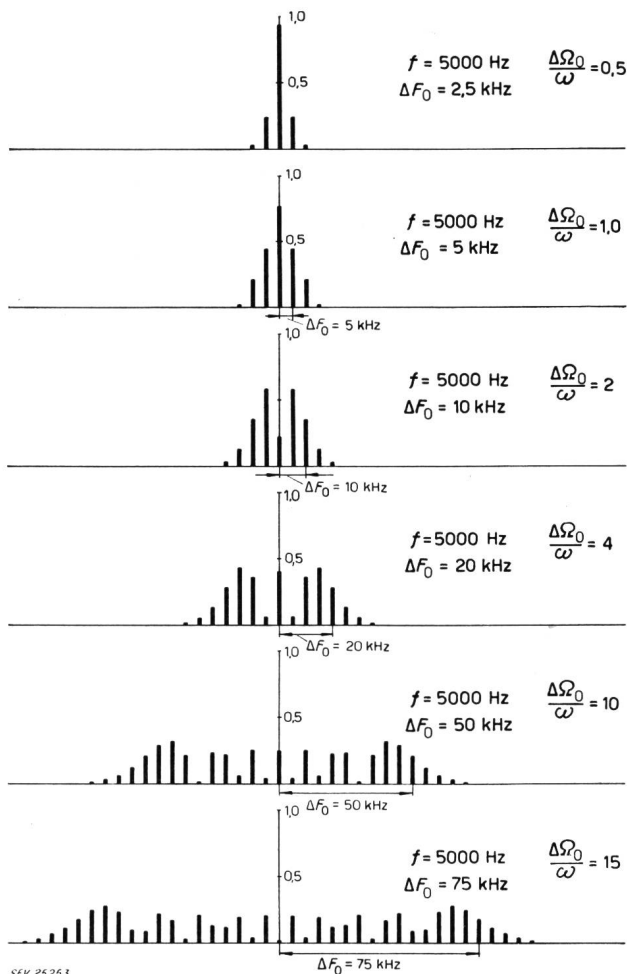 1,0
0,5
f = 5000 Hz
ΔF₀ = 2,5 kHz
ΔΩ₀/ω = 0,5
1,0
0,5
f = 5000 Hz
ΔF₀ = 5 kHz
ΔΩ₀/ω = 1,0
ΔF₀ = 5 kHz
1,0
f = 5000 Hz
ΔF₀ = 10 kHz
ΔΩ₀/ω = 2
ΔF₀ = 10 kHz
1,0
0,5
f = 5000 Hz
ΔF₀ = 20 kHz
ΔΩ₀/ω = 4
ΔF₀ = 20 kHz
1,0
0,5
f = 5000 Hz
ΔF₀ = 50 kHz
ΔΩ₀/ω = 10
ΔF₀ = 50 kHz
1,0
0,5
f = 5000 Hz
ΔF₀ = 75 kHz
ΔΩ₀/ω = 15
ΔF₀ = 75 kHz
SEV 25253